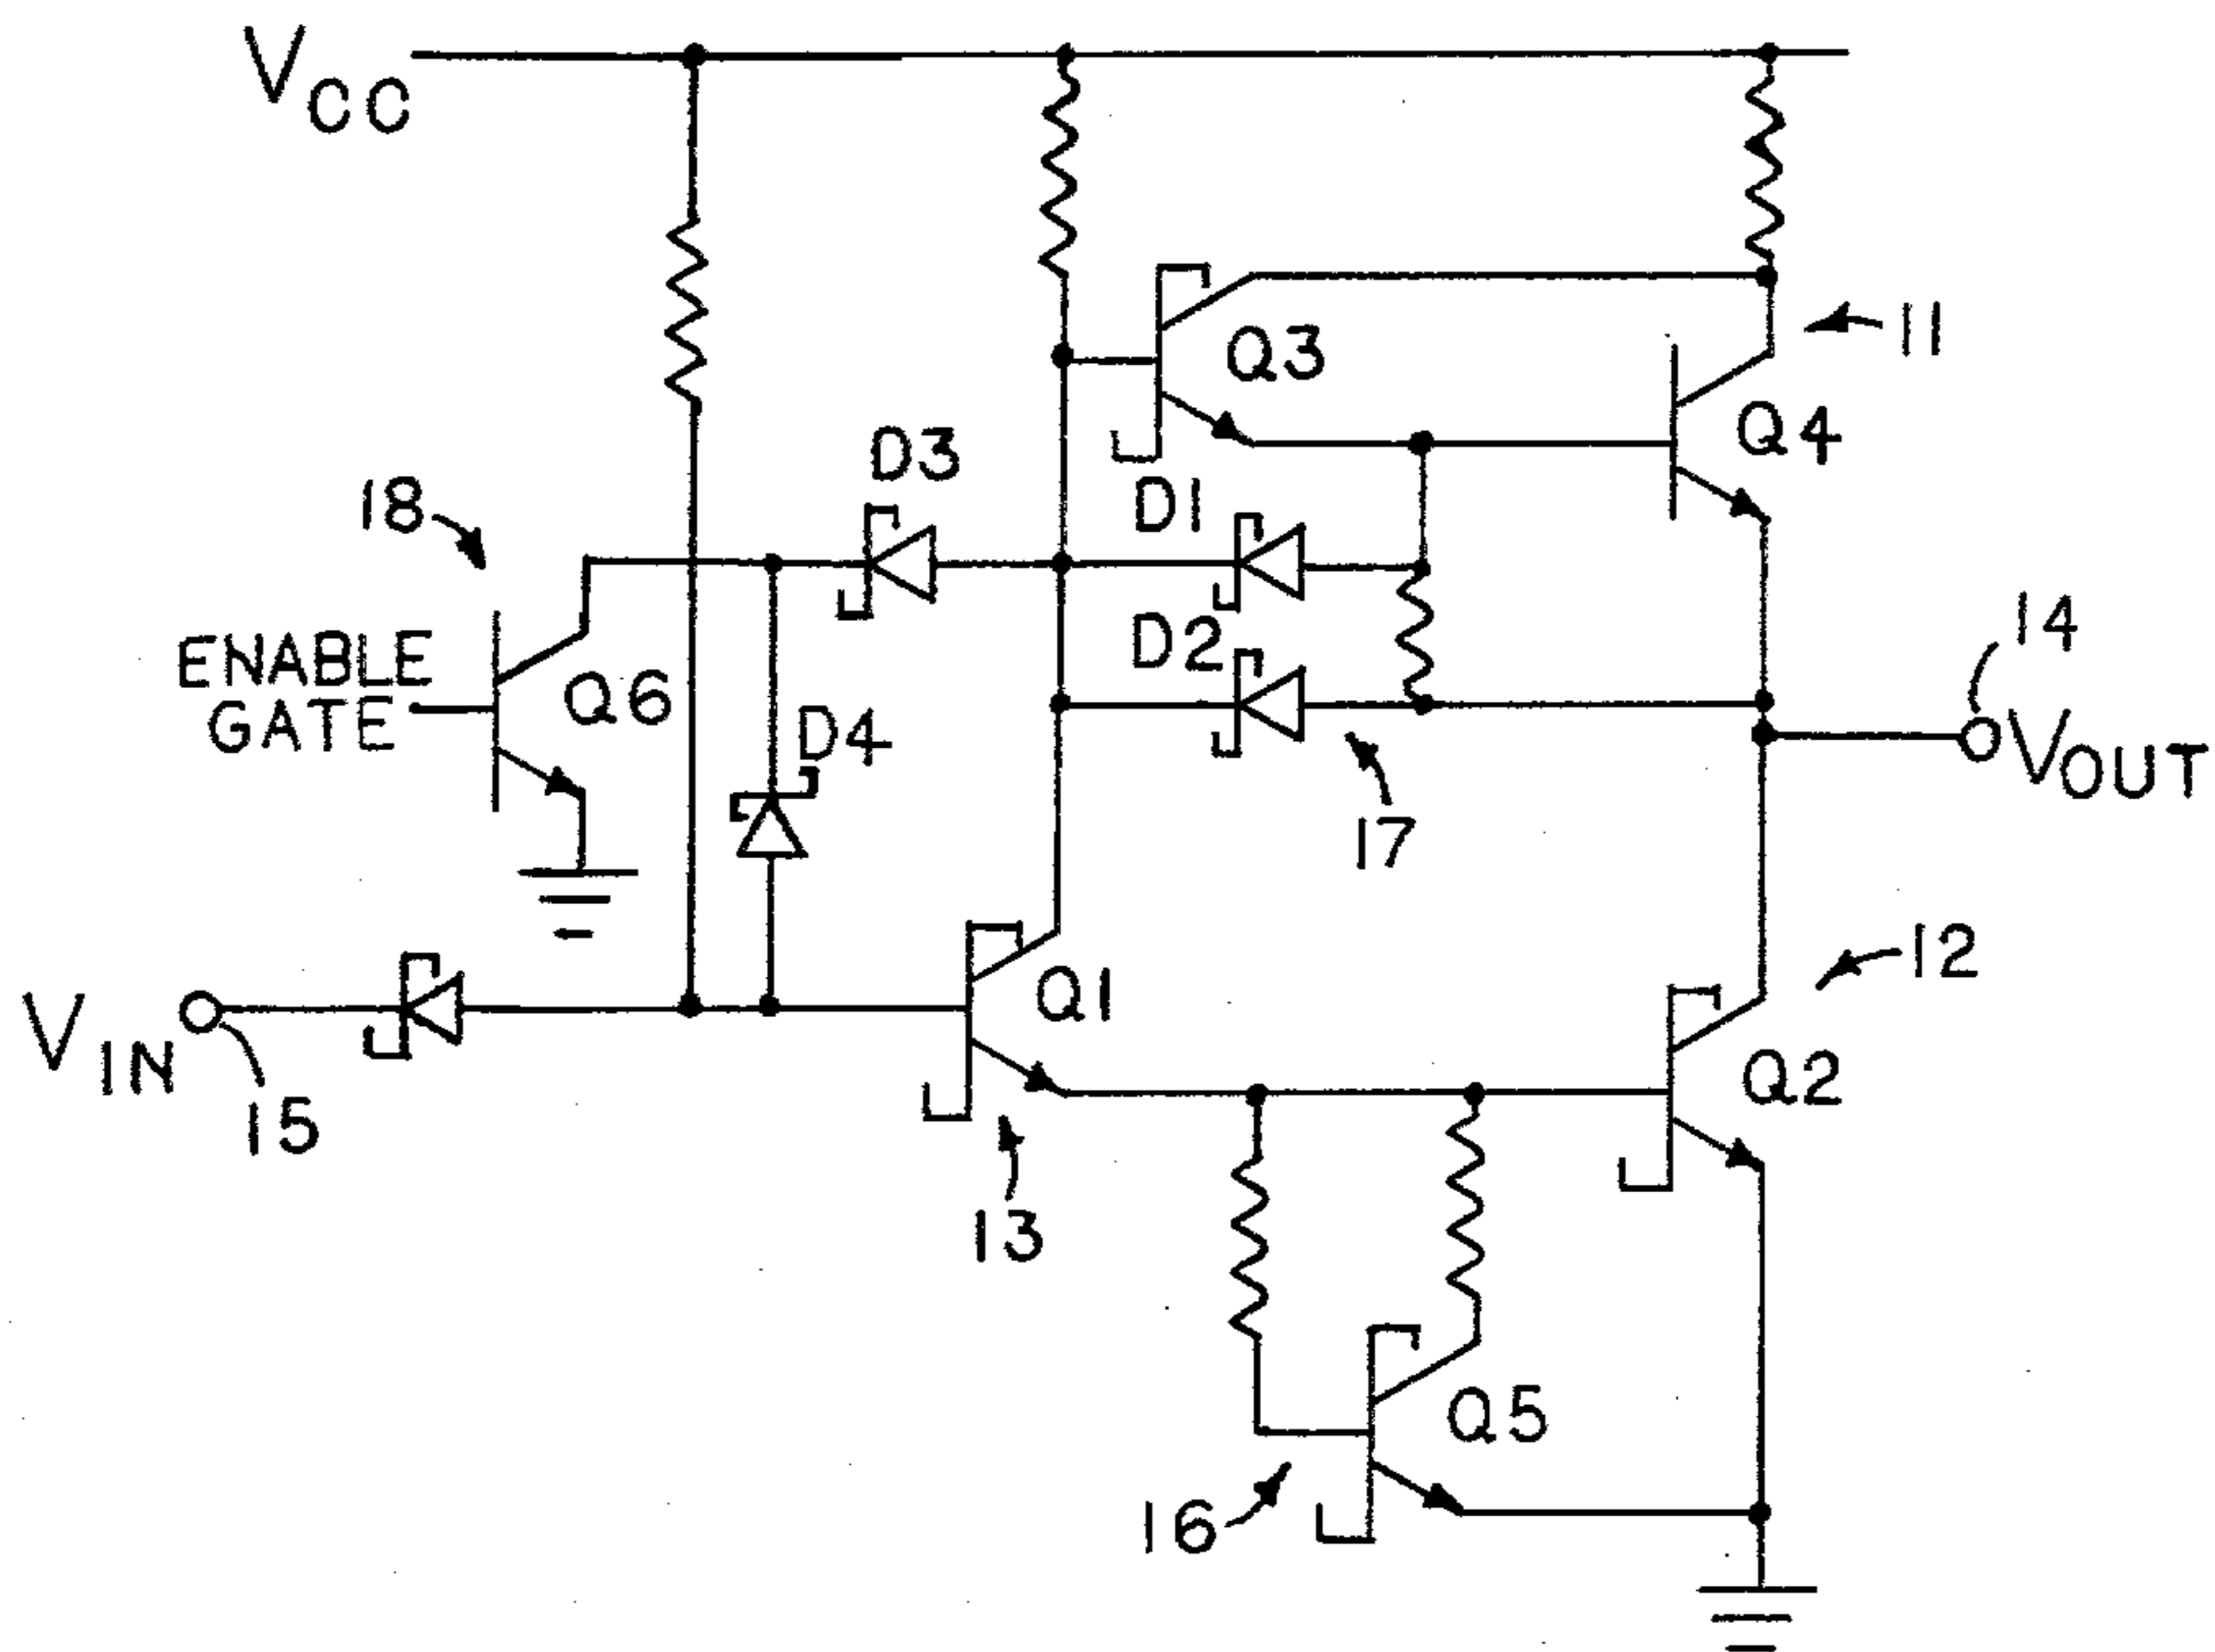 VCC
11
Q3
Q4
D3
D1
18
14
D2
ENABLE
GATE
Q6
D4
VOUT
17
12
Q1
VIN
Q2
15
13
Q5
16